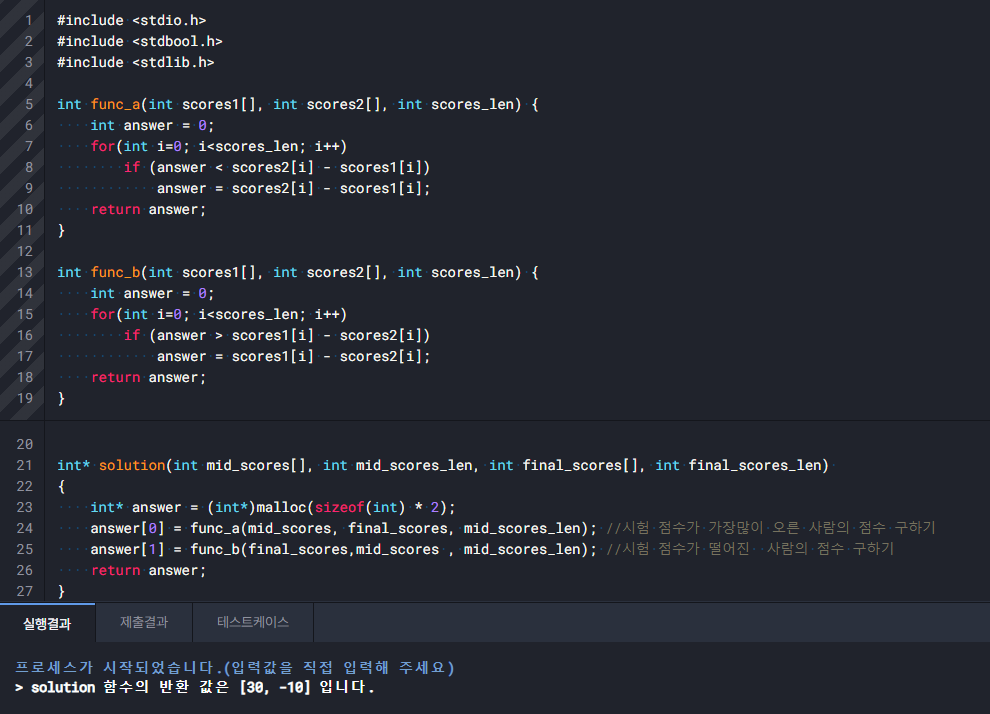 1 #include <stdio.h>
2 #include <stdbool.h>
3 #include <stdlib.h>
4
5 int func_a(int scores1[], int scores2[], int scores_len) {
6     int answer = 0;
7     for(int i=0; i<scores_len; i++)
8         if (answer < scores2[i] - scores1[i])
9             answer = scores2[i] - scores1[i];
10     return answer;
11 }
12
13 int func_b(int scores1[], int scores2[], int scores_len) {
14     int answer = 0;
15     for(int i=0; i<scores_len; i++)
16         if (answer > scores1[i] - scores2[i])
17             answer = scores1[i] - scores2[i];
18     return answer;
19 }
20
21 int* solution(int mid_scores[], int mid_scores_len, int final_scores[], int final_scores_len)
22 {
23     int* answer = (int*)malloc(sizeof(int) * 2);
24     answer[0] = func_a(mid_scores, final_scores, mid_scores_len); //시험 점수가 가장많이 오른 사람의 점수 구하기
25     answer[1] = func_b(final_scores,mid_scores , mid_scores_len); //시험 점수가 떨어진  사람의 점수 구하기
26     return answer;
27 }
실행결과 제출결과 테스트케이스
프로세스가 시작되었습니다.(입력값을 직접 입력해 주세요)
> solution 함수의 반환 값은 [30, -10] 입니다.